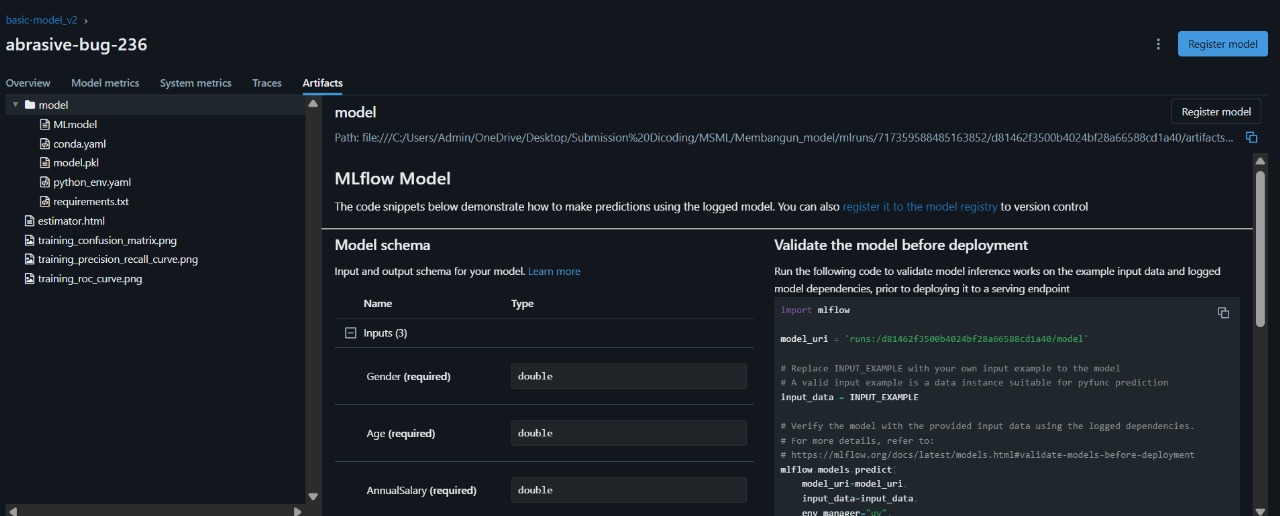 basic-model_v2 ›
abrasive-bug-236
Register model
Overview Model metrics System metrics Traces Artifacts
model
MLmodel
conda.yaml
model.pkl
python_env.yaml
requirements.txt
estimator.html
training_confusion_matrix.png
training_precision_recall_curve.png
training_roc_curve.png
model
Register model
Path: file:///C:/Users/Admin/OneDrive/Desktop/Submission%20Dicoding/MSML/Membangun_model/mlruns/717359588485163852/d81462f3500b4024bf28a66588cd1a40/artifacts...
MLflow Model
The code snippets below demonstrate how to make predictions using the logged model. You can also register it to the model registry to version control
Model schema
Input and output schema for your model. Learn more
Name Type
Inputs (3)
Gender (required) double
Age (required) double
AnnualSalary (required) double
Validate the model before deployment
Run the following code to validate model inference works on the example input data and logged
model dependencies, prior to deploying it to a serving endpoint
import mlflow
model_uri = 'runs:/d81462f3500b4024bf28a66588cd1a40/model'
# Replace INPUT_EXAMPLE with your own input example to the model
# A valid input example is a data instance suitable for pyfunc prediction
input_data = INPUT_EXAMPLE
# Verify the model with the provided input data using the logged dependencies.
# For more details, refer to:
# https://mlflow.org/docs/latest/models.html#validate-models-before-deployment
mlflow.models.predict(
model_uri=model_uri,
input_data=input_data,
env_manager="uv",